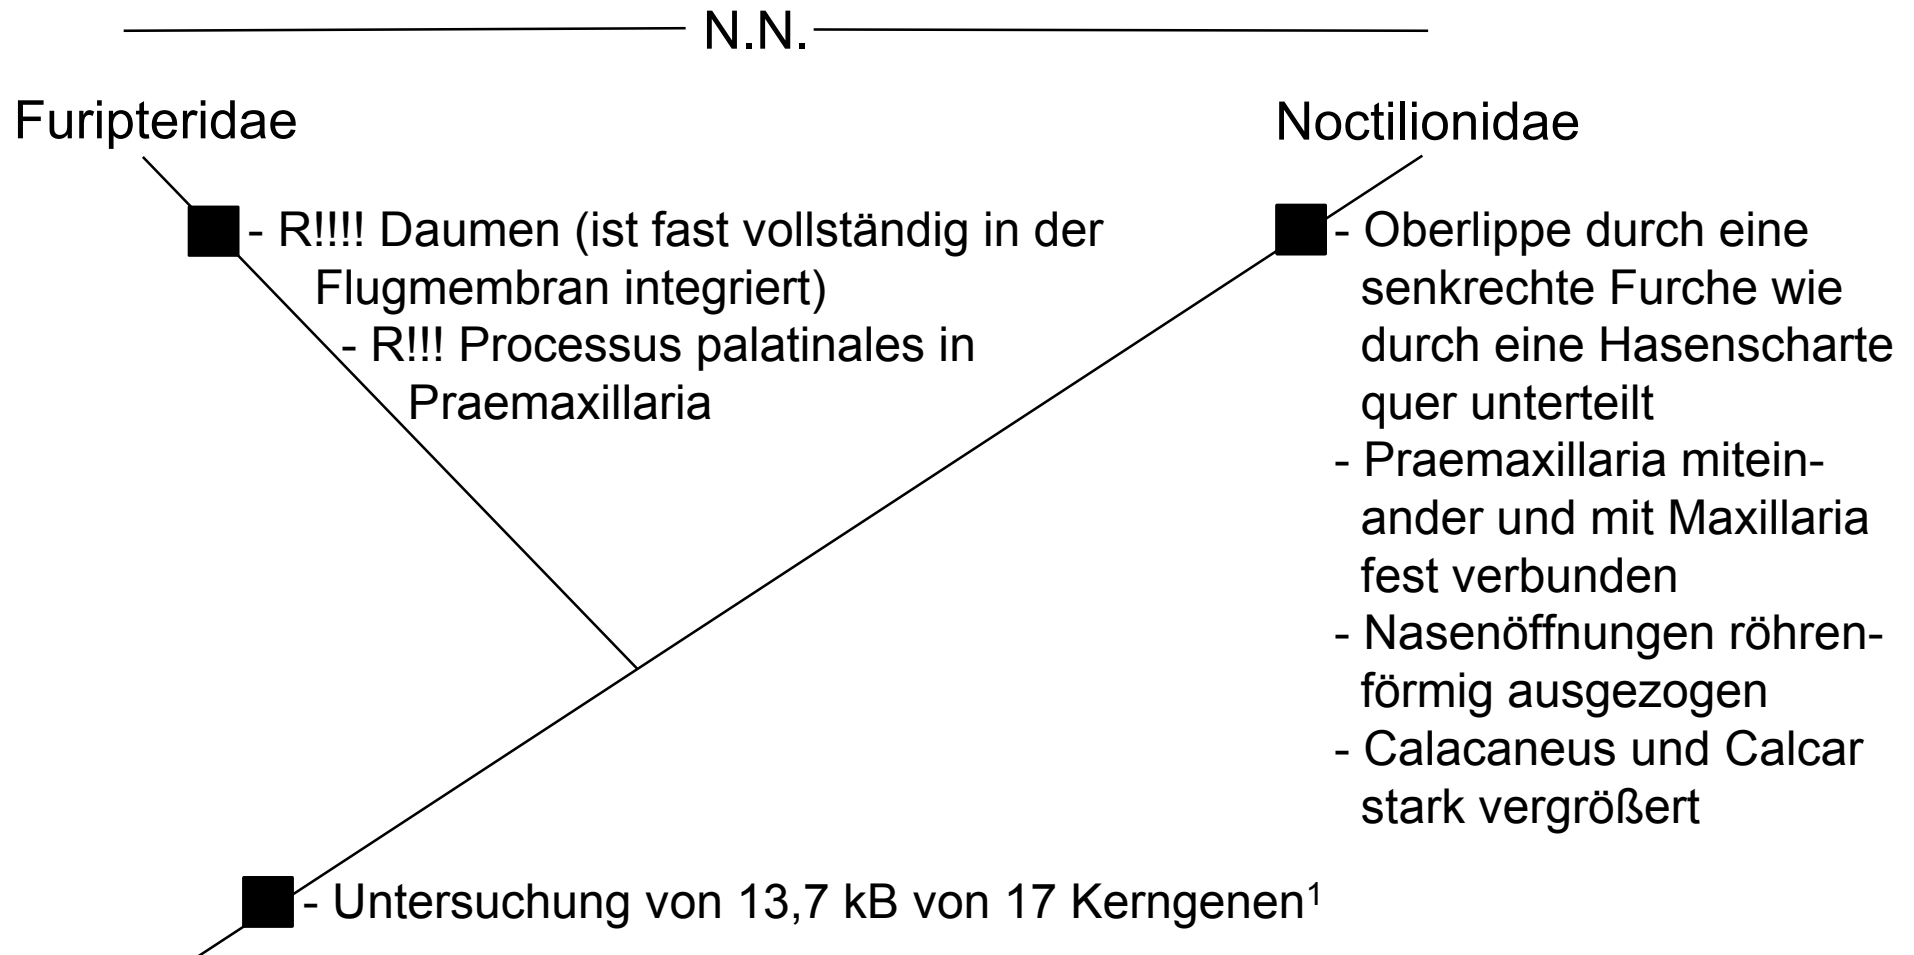 N.N.
Furipteridae
Noctilionidae
- R!!!! Daumen (ist fast vollständig in der
Flugmembran integriert)
- R!!! Processus palatinales in
Praemaxillaria
- Oberlippe durch eine
senkrechte Furche wie
durch eine Hasenscharte
quer unterteilt
- Praemaxillaria mitein-
ander und mit Maxillaria
fest verbunden
- Nasenöffnungen röhren-
förmig ausgezogen
- Calacaneus und Calcar
stark vergrößert
- Untersuchung von 13,7 kB von 17 Kerngenen¹